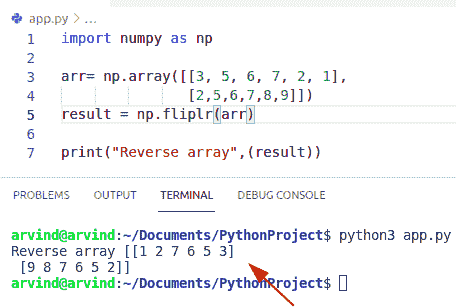 app.py > ...
1 import numpy as np
2
3 arr= np.array([[3, 5, 6, 7, 2, 1],
4 [2,5,6,7,8,9]])
5 result = np.fliplr(arr)
6
7 print("Reverse array",(result))
PROBLEMS OUTPUT TERMINAL DEBUG CONSOLE
arvind@arvind:~/Documents/PythonProject$ python3 app.py
Reverse array [[1 2 7 6 5 3]
[9 8 7 6 5 2]]
arvind@arvind:~/Documents/PythonProject$